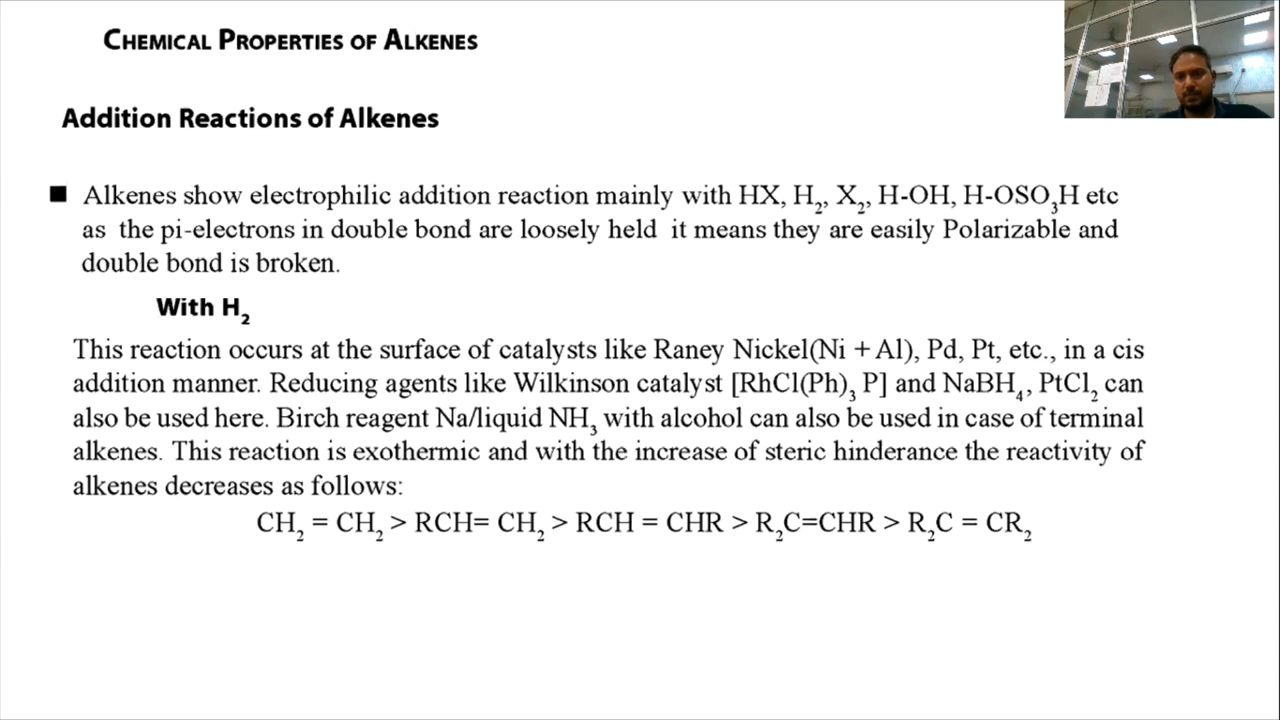 CHEMICAL PROPERTIES OF ALKENES
Addition Reactions of Alkenes
■ Alkenes show electrophilic addition reaction mainly with HX, H₂, X₂, H-OH, H-OSO₃H etc
as the pi-electrons in double bond are loosely held it means they are easily Polarizable and
double bond is broken.
With H₂
This reaction occurs at the surface of catalysts like Raney Nickel(Ni + Al), Pd, Pt, etc., in a cis
addition manner. Reducing agents like Wilkinson catalyst [RhCl(Ph)₃ P] and NaBH₄, PtCl₂ can
also be used here. Birch reagent Na/liquid NH₃ with alcohol can also be used in case of terminal
alkenes. This reaction is exothermic and with the increase of steric hinderance the reactivity of
alkenes decreases as follows:
CH₂ = CH₂ > RCH= CH₂ > RCH = CHR > R₂C=CHR > R₂C = CR₂